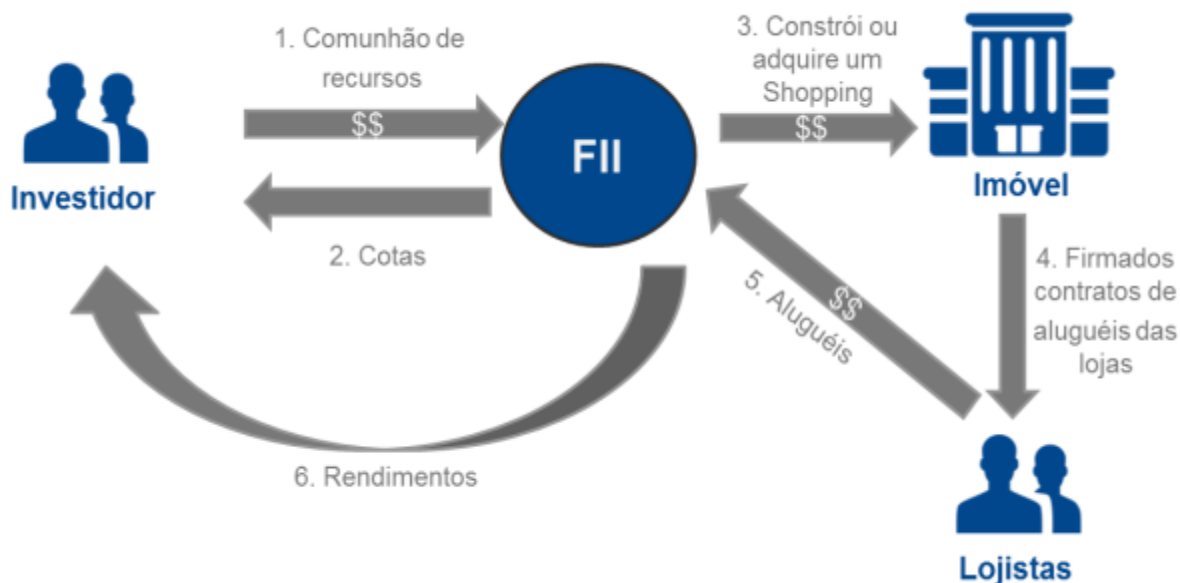 1. Comunhão de
recursos
$$
Investidor
2. Cotas
FII
3. Constrói ou
adquire um
Shopping
$$
Imóvel
4. Firmados
contratos de
aluguéis das
lojas
$$
5. Aluguéis
Lojistas
6. Rendimentos